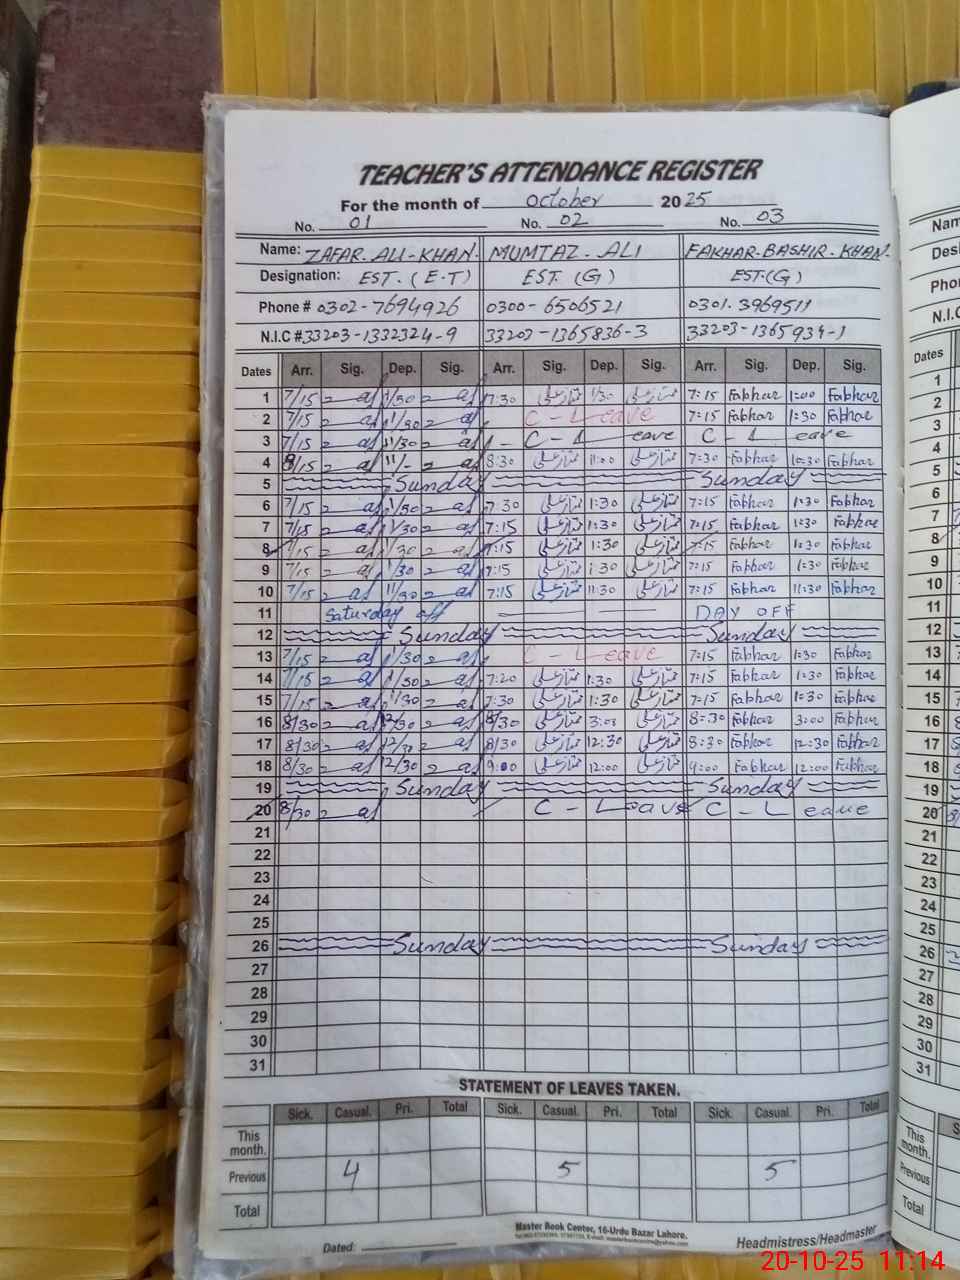 TEACHER'S ATTENDANCE REGISTER
For the month of October 2025
No. 01 No. 02 No. 03
Name: ZAFAR. ALI-KHAN. MUMTAZ. ALI FAKHAR-BASHIR-KHAN.
Designation: EST. (E-T) EST. (G) EST.(G)
Phone # 0302-7694926 0300-6506521 0301.3969511
N.I.C # 33203-1332324-9 33203-1365836-3 33203-1365934-1
Dates Arr. Sig. Dep. Sig. Arr. Sig. Dep. Sig. Arr. Sig. Dep. Sig.
1 7/15 1/30 7:30 ممتاز علی 1:30 ممتاز علی 7:15 Fakhar 1:00 Fakhar
2 7/15 1/30 C - Leave 7:15 Fakhar 1:30 Fakhar
3 7/15 11/30 C - Leave C - Leave
4 8/15 11/- 8:30 ممتاز علی 11:00 ممتاز علی 7:30 Fakhar 10:30 Fakhar
5 Sunday Sunday
6 7/15 1/30 7:30 ممتاز علی 1:30 ممتاز علی 7:15 Fakhar 1:30 Fakhar
7 7/15 1/30 7:15 ممتاز علی 1:30 ممتاز علی 7:15 Fakhar 1:30 Fakhar
8 7/15 1/30 7:15 ممتاز علی 1:30 ممتاز علی 7:15 Fakhar 1:30 Fakhar
9 7/15 1/30 7:15 ممتاز علی 1:30 ممتاز علی 7:15 Fakhar 1:30 Fakhar
10 7/15 11/30 7:15 ممتاز علی 11:30 ممتاز علی 7:15 Fakhar 11:30 Fakhar
11 Saturday off DAY OFF
12 Sunday Sunday
13 7/15 1/30 C - Leave 7:15 Fakhar 1:30 Fakhar
14 7/15 1/30 7:20 ممتاز علی 1:30 ممتاز علی 7:15 Fakhar 1:30 Fakhar
15 7/15 1/30 7:30 ممتاز علی 1:30 ممتاز علی 7:15 Fakhar 1:30 Fakhar
16 8/30 8/30 ممتاز علی 3:00 ممتاز علی 8:30 Fakhar 3:00 Fakhar
17 8/30 12/30 8/30 ممتاز علی 12:30 ممتاز علی 8:30 Fakhar 12:30 Fakhar
18 8/30 12/30 9:00 ممتاز علی 12:00 ممتاز علی 9:00 Fakhar 12:00 Fakhar
19 Sunday Sunday
20 8/30 C - Leave C - Leave
21
22
23
24
25
26 Sunday Sunday
27
28
29
30
31
STATEMENT OF LEAVES TAKEN.
Sick. Casual. Pri. Total Sick. Casual. Pri. Total Sick. Casual. Pri. Total
This month.
Previous 4 5 5
Total
Master Book Center, 16-Urdu Bazar Lahore.
Dated: Headmistress/Headmaster
20-10-25 11:14